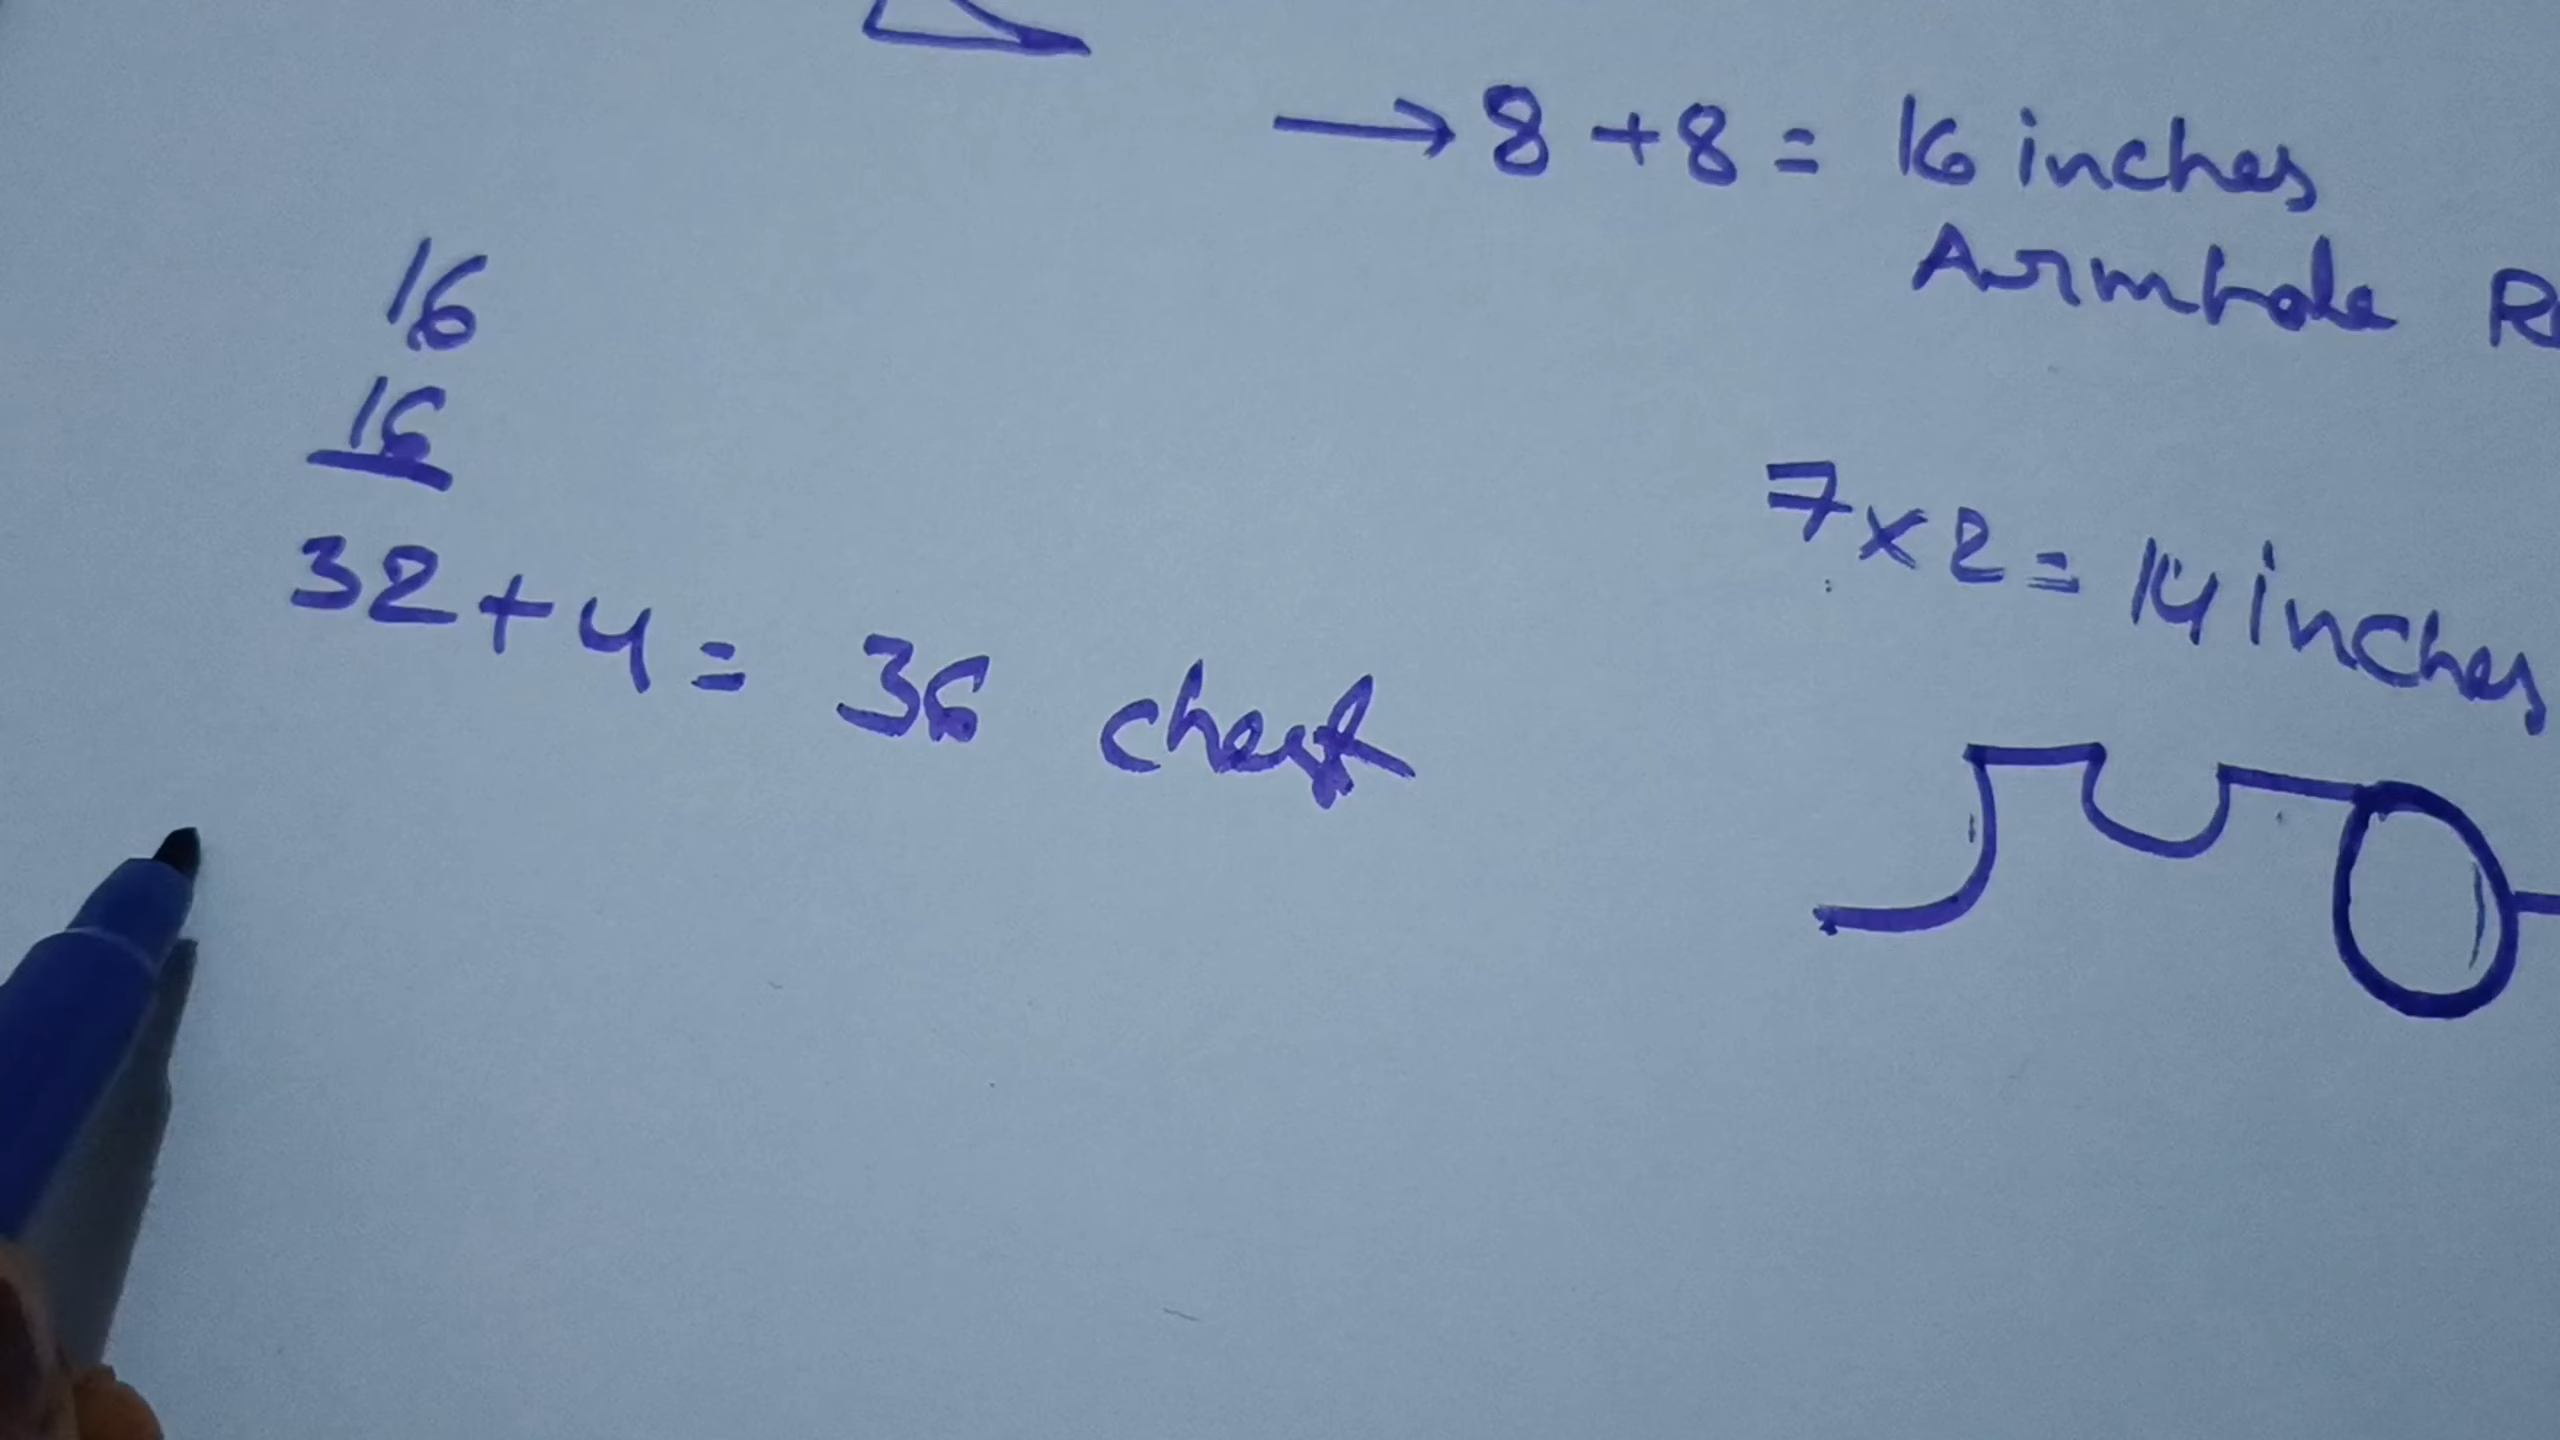 → 8 + 8 = 16 inches
Armhole
16
16
32 + 4 = 36 chest
7 x 2 = 14 inches